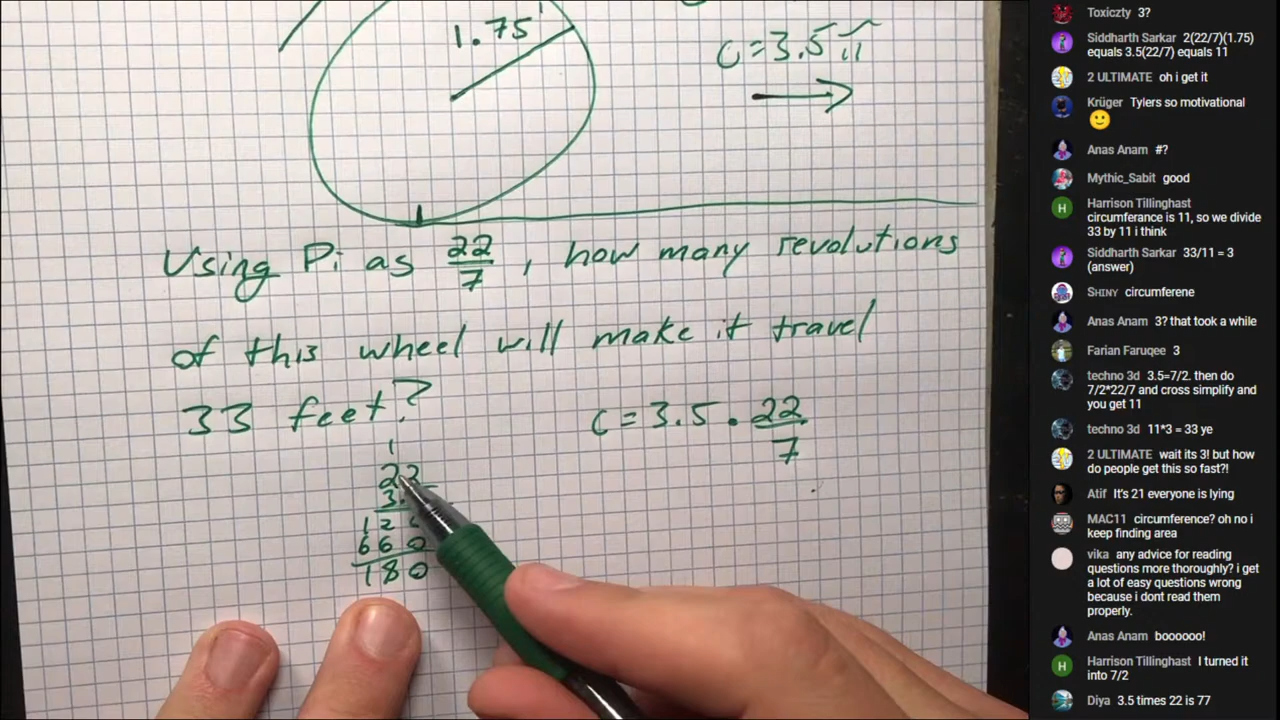 1.75'
C=3.5π
Using Pi as 22/7, how many revolutions
of this wheel will make it travel
33 feet?
C=3.5·22/7
1
22
3.
12
660
180
Toxiczty 3?
Siddharth Sarkar 2(22/7)(1.75)
equals 3.5(22/7) equals 11
2 ULTIMATE oh i get it
Krüger Tylers so motivational
🙂
Anas Anam #?
Mythic_Sabit good
H Harrison Tillinghast
circumferance is 11, so we divide
33 by 11 i think
Siddharth Sarkar 33/11 = 3
(answer)
SHINY circumferene
Anas Anam 3? that took a while
Farian Faruqee 3
techno 3d 3.5=7/2. then do
7/2*22/7 and cross simplify and
you get 11
techno 3d 11*3 = 33 ye
2 ULTIMATE wait its 3! but how
do people get this so fast?!
Atif It's 21 everyone is lying
MAC11 circumference? oh no i
keep finding area
vika any advice for reading
questions more thoroughly? i get
a lot of easy questions wrong
because i dont read them
properly.
Anas Anam boooooo!
H Harrison Tillinghast I turned it
into 7/2
Diya 3.5 times 22 is 77